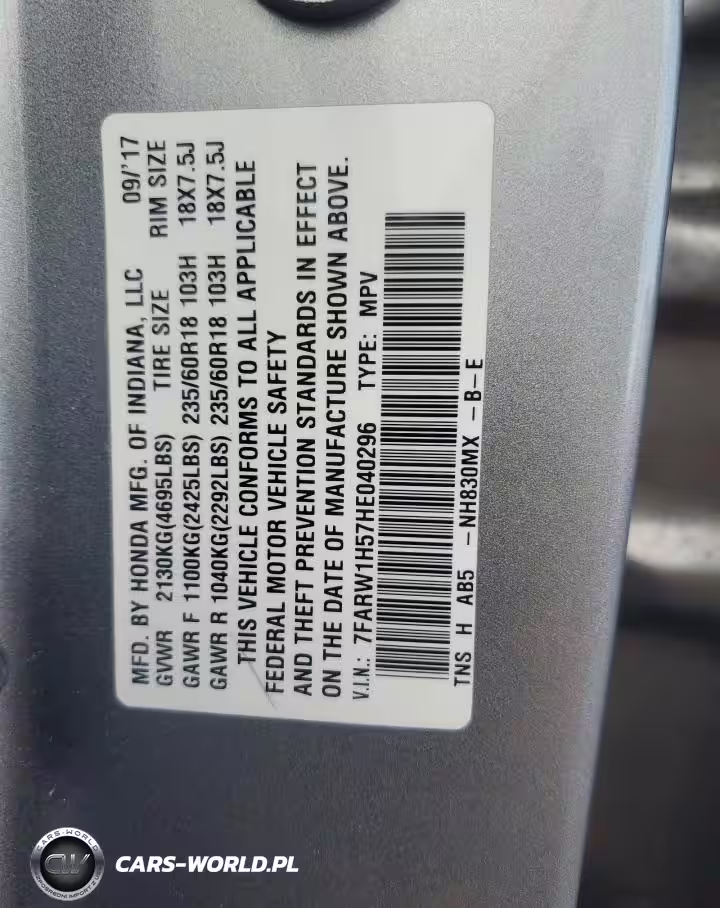 MFD. BY HONDA MFG. OF INDIANA, LLC 09/'17
GVWR 2130KG(4695LBS) TIRE SIZE RIM SIZE
GAWR F 1100KG(2425LBS) 235/60R18 103H 18X7.5J
GAWR R 1040KG(2292LBS) 235/60R18 103H 18X7.5J
THIS VEHICLE CONFORMS TO ALL APPLICABLE
FEDERAL MOTOR VEHICLE SAFETY
AND THEFT PREVENTION STANDARDS IN EFFECT
ON THE DATE OF MANUFACTURE SHOWN ABOVE.
V.I.N.: 7FARW1H57HE040296 TYPE: MPV
TNS H AB5 -NH830MX -B-E
CARS-WORLD
CW
CARS-WORLD.PL